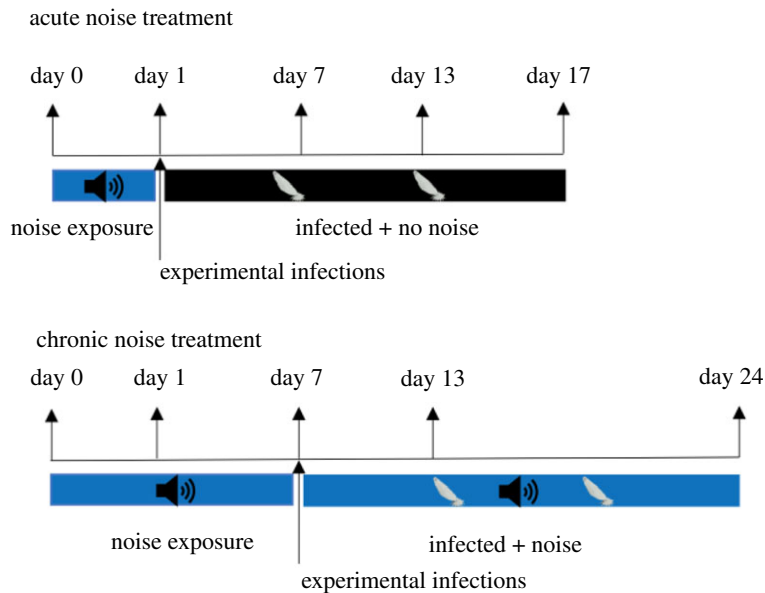 acute noise treatment
day 0 day 1 day 7 day 13 day 17
noise exposure infected + no noise
experimental infections
chronic noise treatment
day 0 day 1 day 7 day 13 day 24
noise exposure infected + noise
experimental infections